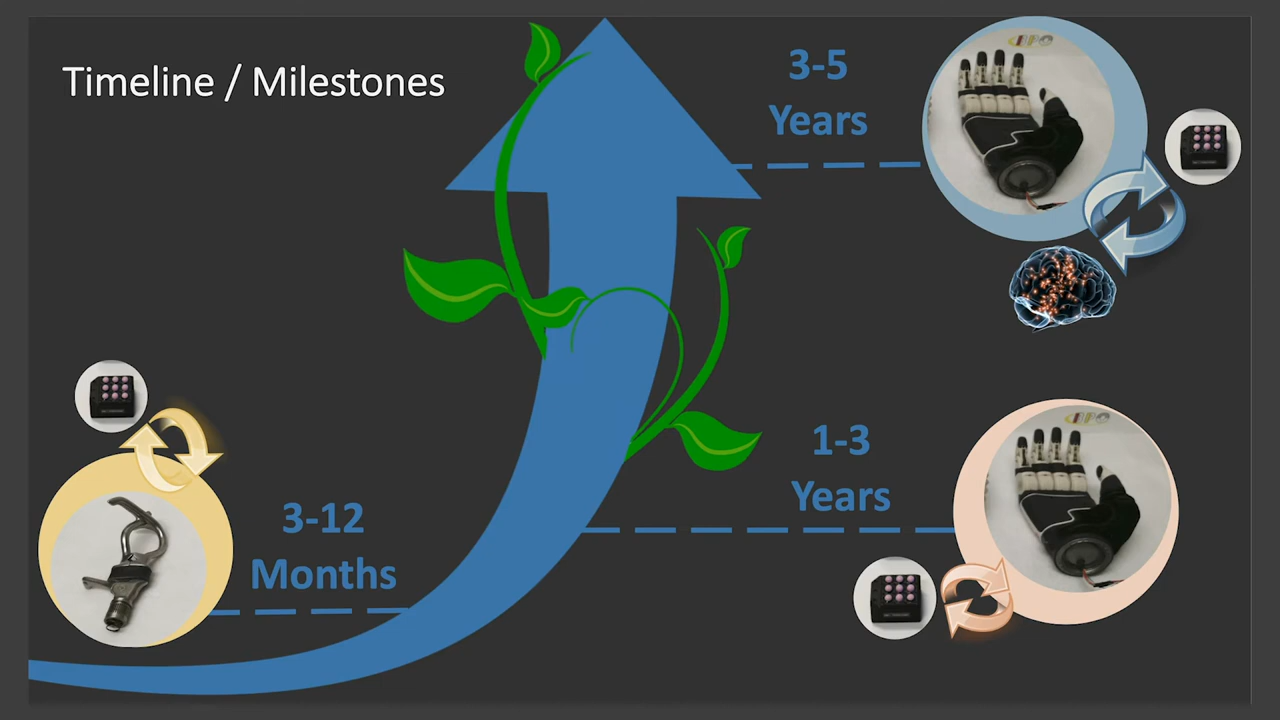 Timeline / Milestones
3-5
Years
1-3
Years
3-12
Months